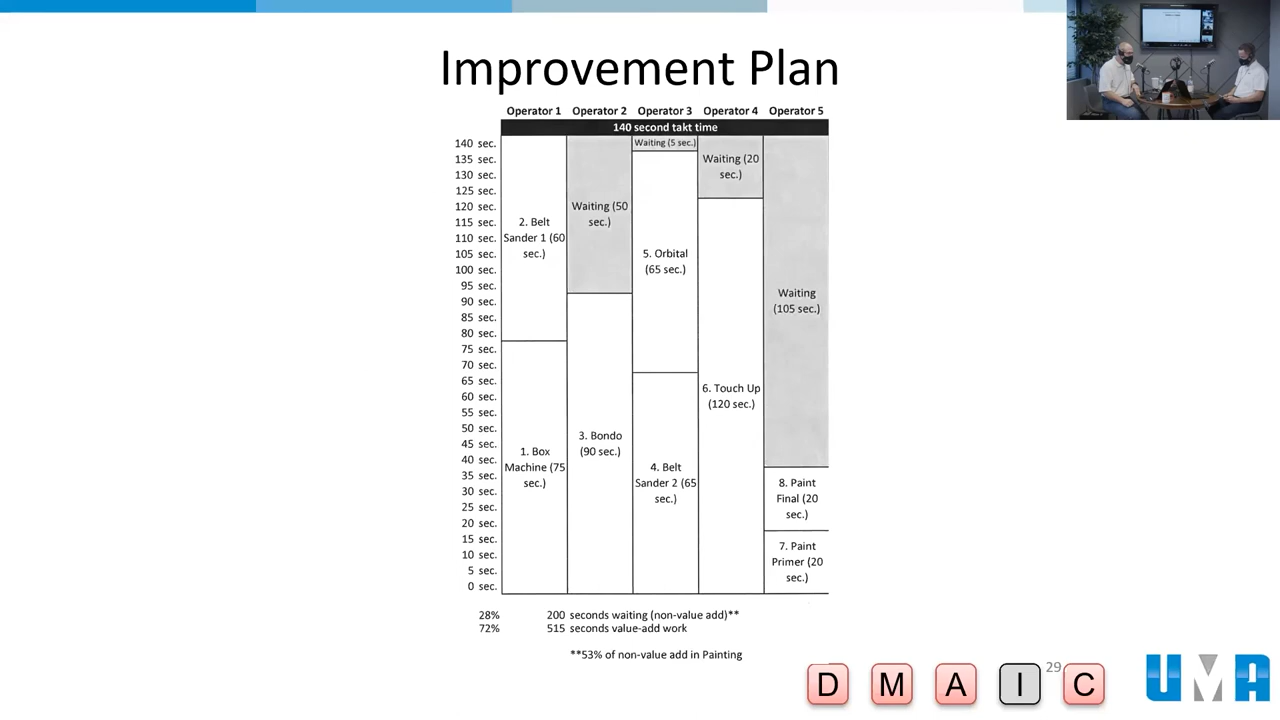 Improvement Plan
Operator 1 Operator 2 Operator 3 Operator 4 Operator 5
140 second takt time
140 sec.
135 sec.
130 sec.
125 sec.
120 sec.
115 sec.
110 sec.
105 sec.
100 sec.
95 sec.
90 sec.
85 sec.
80 sec.
75 sec.
70 sec.
65 sec.
60 sec.
55 sec.
50 sec.
45 sec.
40 sec.
35 sec.
30 sec.
25 sec.
20 sec.
15 sec.
10 sec.
5 sec.
0 sec.
2. Belt
Sander 1 (60
sec.)
1. Box
Machine (75
sec.)
Waiting (50
sec.)
3. Bondo
(90 sec.)
Waiting (5 sec.)
5. Orbital
(65 sec.)
4. Belt
Sander 2 (65
sec.)
Waiting (20
sec.)
6. Touch Up
(120 sec.)
Waiting
(105 sec.)
8. Paint
Final (20
sec.)
7. Paint
Primer (20
sec.)
28% 200 seconds waiting (non-value add)**
72% 515 seconds value-add work
**53% of non-value add in Painting
D M A I C
29
UMA